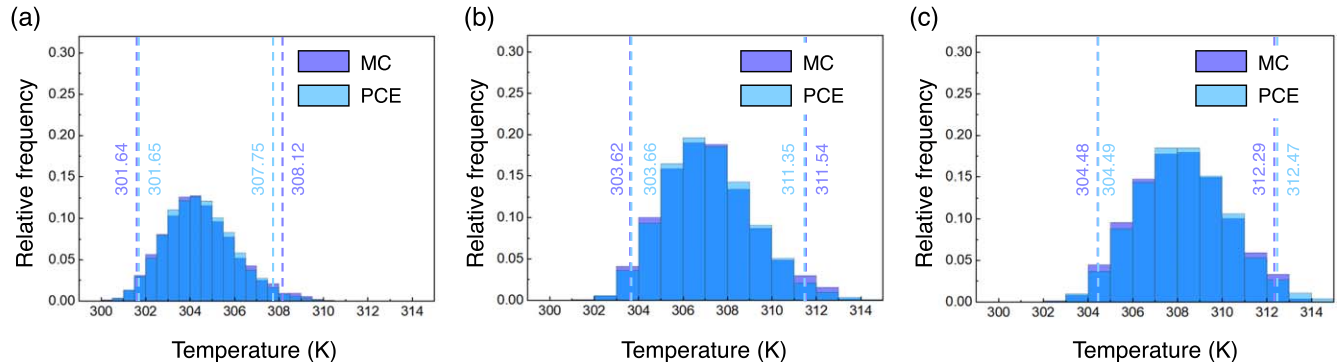 (a)
Relative frequency
0.30
0.25
0.20
0.15
0.10
0.05
0.00
MC
PCE
301.64
301.65
307.75
308.12
300 302 304 306 308 310 312 314
Temperature (K)
(b)
Relative frequency
0.30
0.25
0.20
0.15
0.10
0.05
0.00
MC
PCE
303.62
303.66
311.35
311.54
300 302 304 306 308 310 312 314
Temperature (K)
(c)
Relative frequency
0.30
0.25
0.20
0.15
0.10
0.05
0.00
MC
PCE
304.48
304.49
312.29
312.47
300 302 304 306 308 310 312 314
Temperature (K)